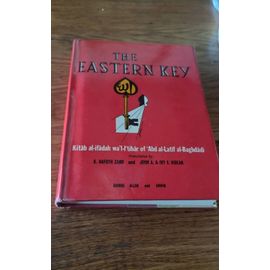 THE
EASTERN KEY
Kitāb al-ifādah wa'l-i'tibār of 'Abd al-Laṭīf al-Baghdādī
Translated by
K. HAFUTH ZAND and JOHN A. & IVY E. VIDEAN
GEORGE ALLEN and UNWIN